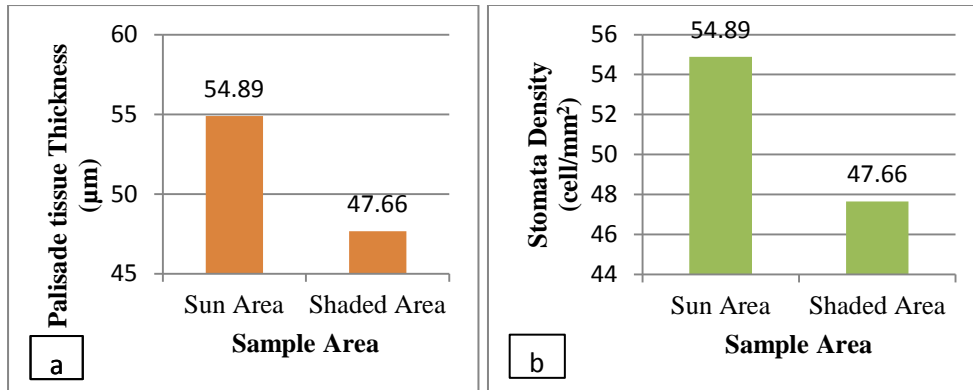 Palisade tissue Thickness
(µm)
60
55
50
45
54.89
47.66
Sun Area
Shaded Area
Sample Area
a
Stomata Density
(cell/mm²)
56
54
52
50
48
46
44
54.89
47.66
Sun Area
Shaded Area
Sample Area
b